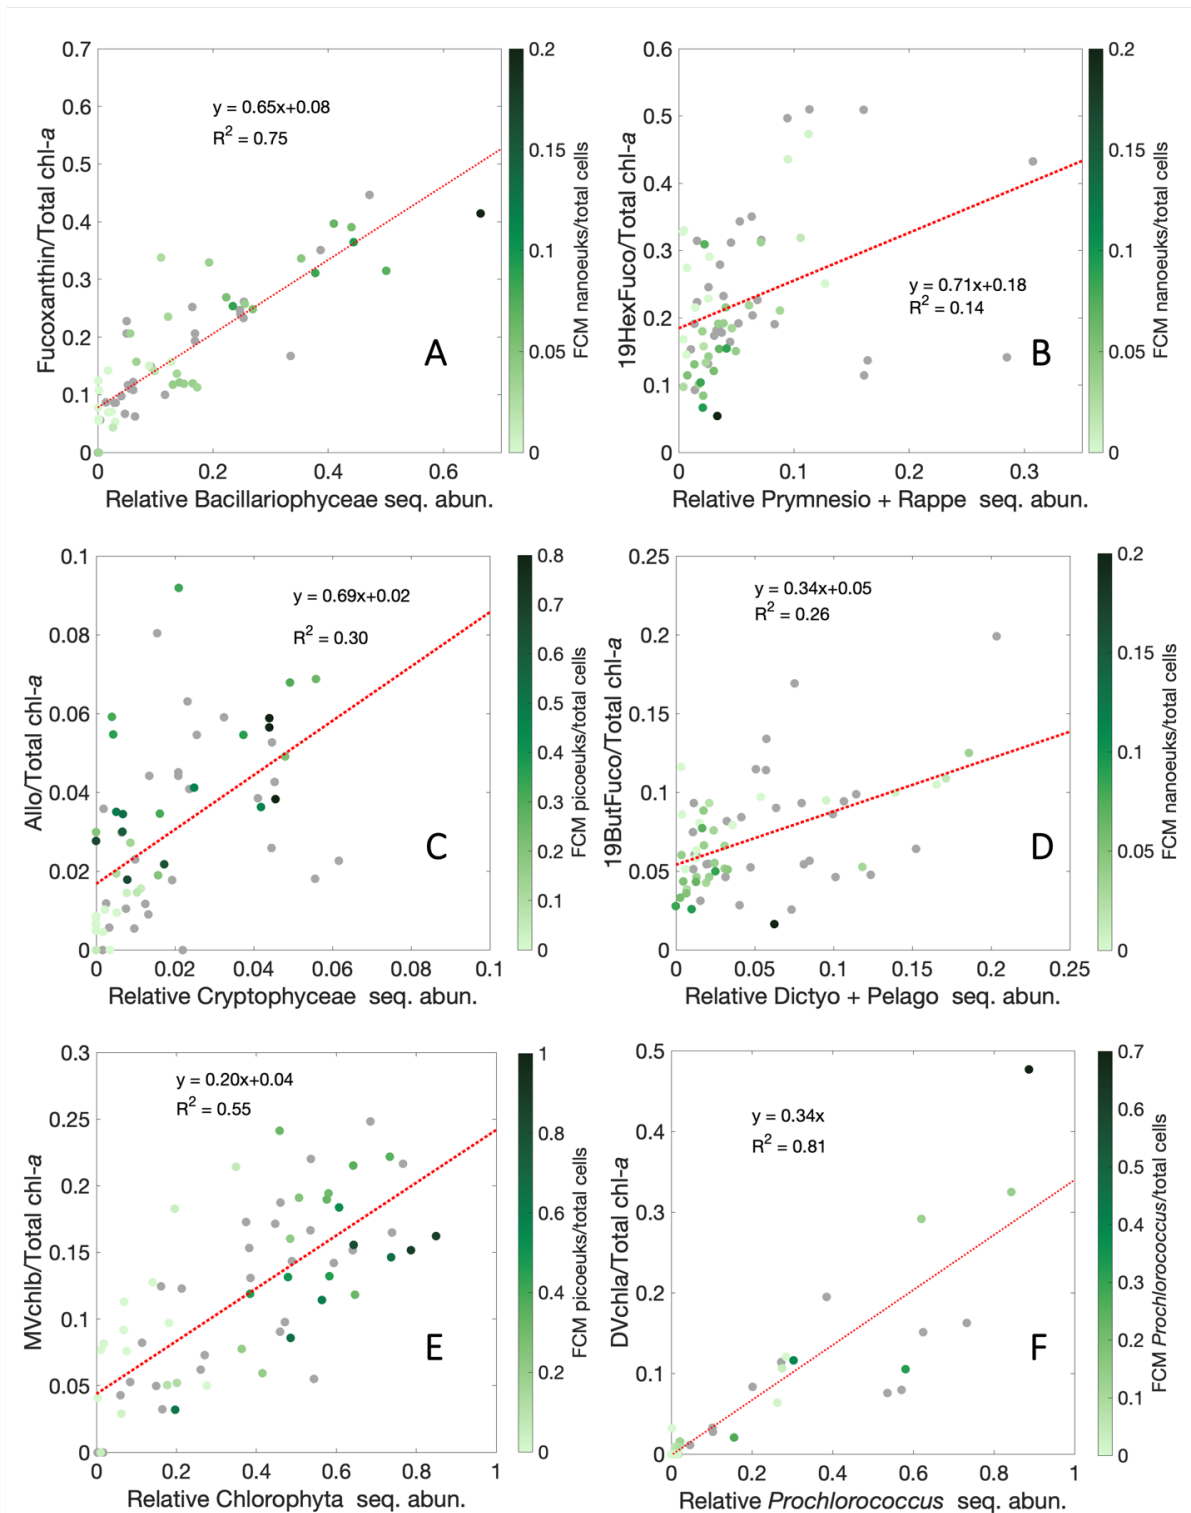 0.7
0.6
0.5
0.4
0.3
0.2
0.1
0
Fucoxanthin/Total chl-a
y = 0.65x+0.08
R² = 0.75
A
0 0.2 0.4 0.6
Relative Bacillariophyceae seq. abun.
0.2
0.15
0.1
0.05
0
FCM nanoeuks/total cells
0.6
0.5
0.4
0.3
0.2
0.1
0
19HexFuco/Total chl-a
y = 0.71x+0.18
R² = 0.14
B
0 0.1 0.2 0.3
Relative Prymnesio + Rappe seq. abun.
0.2
0.15
0.1
0.05
0
FCM nanoeuks/total cells
0.1
0.08
0.06
0.04
0.02
0
Allo/Total chl-a
y = 0.69x+0.02
R² = 0.30
C
0 0.02 0.04 0.06 0.08 0.1
Relative Cryptophyceae seq. abun.
0.8
0.7
0.6
0.5
0.4
0.3
0.2
0.1
0
FCM picoeuks/total cells
0.25
0.2
0.15
0.1
0.05
0
19ButFuco/Total chl-a
y = 0.34x+0.05
R² = 0.26
D
0 0.05 0.1 0.15 0.2 0.25
Relative Dictyo + Pelago seq. abun.
0.2
0.15
0.1
0.05
0
FCM nanoeuks/total cells
0.3
0.25
0.2
0.15
0.1
0.05
0
MVchlb/Total chl-a
y = 0.20x+0.04
R² = 0.55
E
0 0.2 0.4 0.6 0.8 1
Relative Chlorophyta seq. abun.
1
0.8
0.6
0.4
0.2
0
FCM picoeuks/total cells
0.5
0.4
0.3
0.2
0.1
0
DVchla/Total chl-a
y = 0.34x
R² = 0.81
F
0 0.2 0.4 0.6 0.8 1
Relative Prochlorococcus seq. abun.
0.7
0.6
0.5
0.4
0.3
0.2
0.1
0
FCM Prochlorococcus/total cells